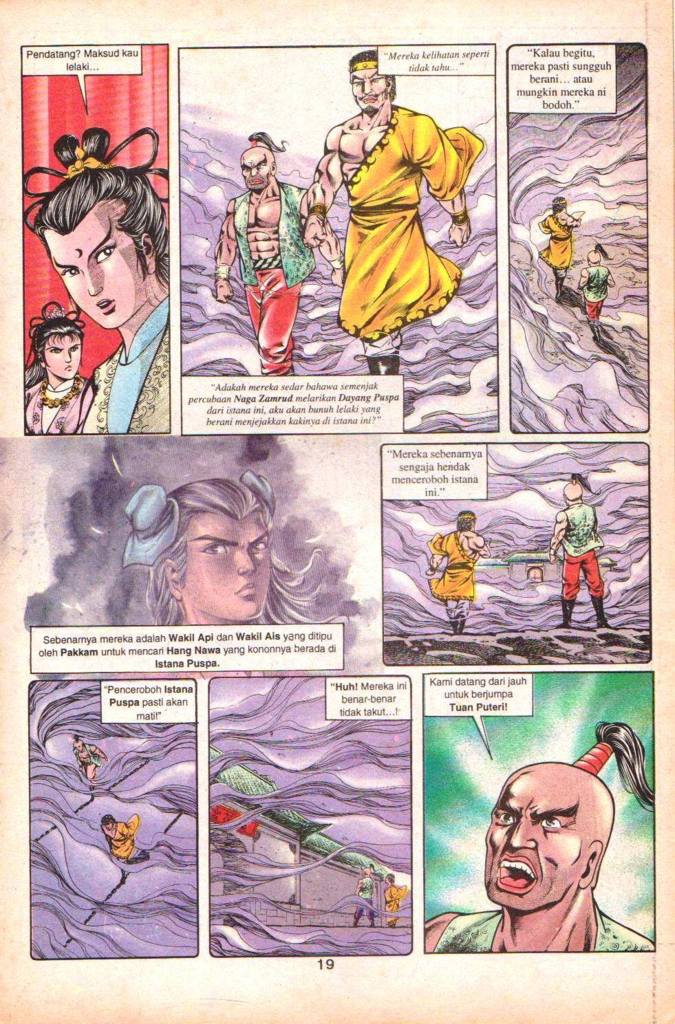 Pendatang? Maksud kau
lelaki...
"Mereka kelihatan seperti
tidak tahu..."
"Kalau begitu,
mereka pasti sungguh
berani... atau
mungkin mereka ni
bodoh."
"Adakah mereka sedar bahawa semenjak
percubaan Naga Zamrud melarikan Dayang Puspa
dari istana ini, aku akan bunuh lelaki yang
berani menjejakkan kakinya di istana ini?"
"Mereka sebenarnya
sengaja hendak
menceroboh istana
ini."
Sebenarnya mereka adalah Wakil Api dan Wakil Ais yang ditipu
oleh Pakkam untuk mencari Hang Nawa yang kononnya berada di
Istana Puspa.
"Penceroboh Istana
Puspa pasti akan
mati!"
"Huh! Mereka ini
benar-benar
tidak takut...!
Kami datang dari jauh
untuk berjumpa
Tuan Puteri!
19